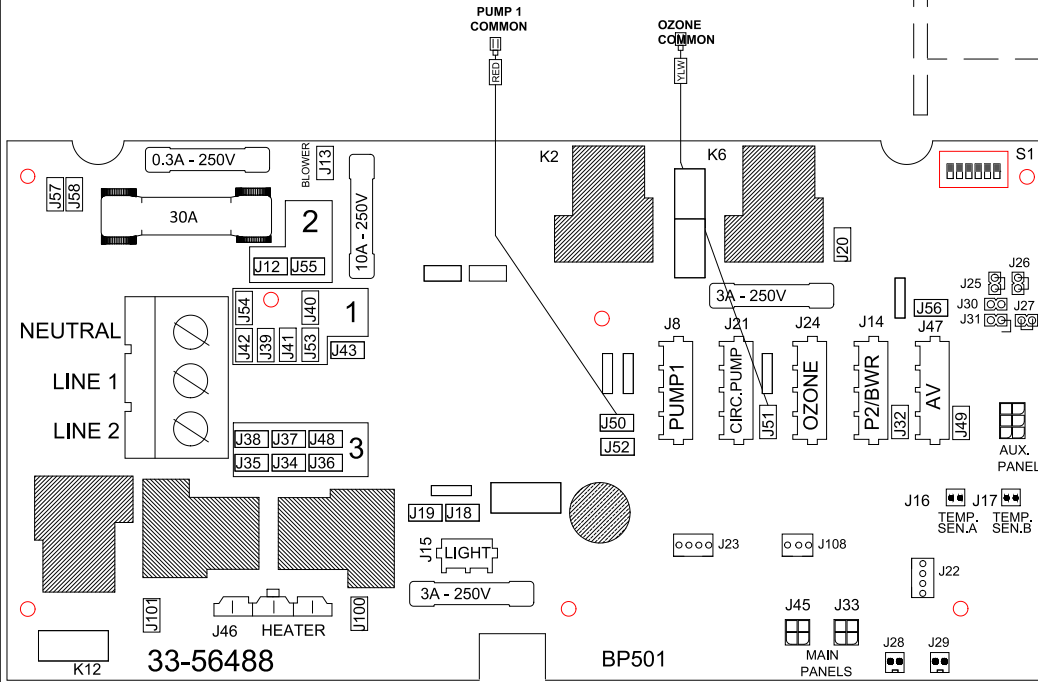 PUMP 1
COMMON
OZONE
COMMON
RED
YLW
0.3A - 250V
BLOWER
J13
K2
K6
S1
J57
J58
30A
2
10A - 250V
J12
J55
J20
J26
J25
J54
J40
1
3A - 250V
J56
J30
J27
J31
NEUTRAL
J42
J39
J41
J53
J43
J8
J21
J24
J14
J47
LINE 1
PUMP1
CIRC.PUMP
OZONE
P2/BWR
AV
LINE 2
J38
J37
J48
3
J35
J34
J36
J50
J52
J51
J32
J49
AUX.
PANEL
J19
J18
J16
J17
TEMP.
SEN.A
TEMP.
SEN.B
J15
LIGHT
J23
J108
J22
3A - 250V
J101
J46
HEATER
J100
J45
J33
MAIN
PANELS
J28
J29
K12
33-56488
BP501